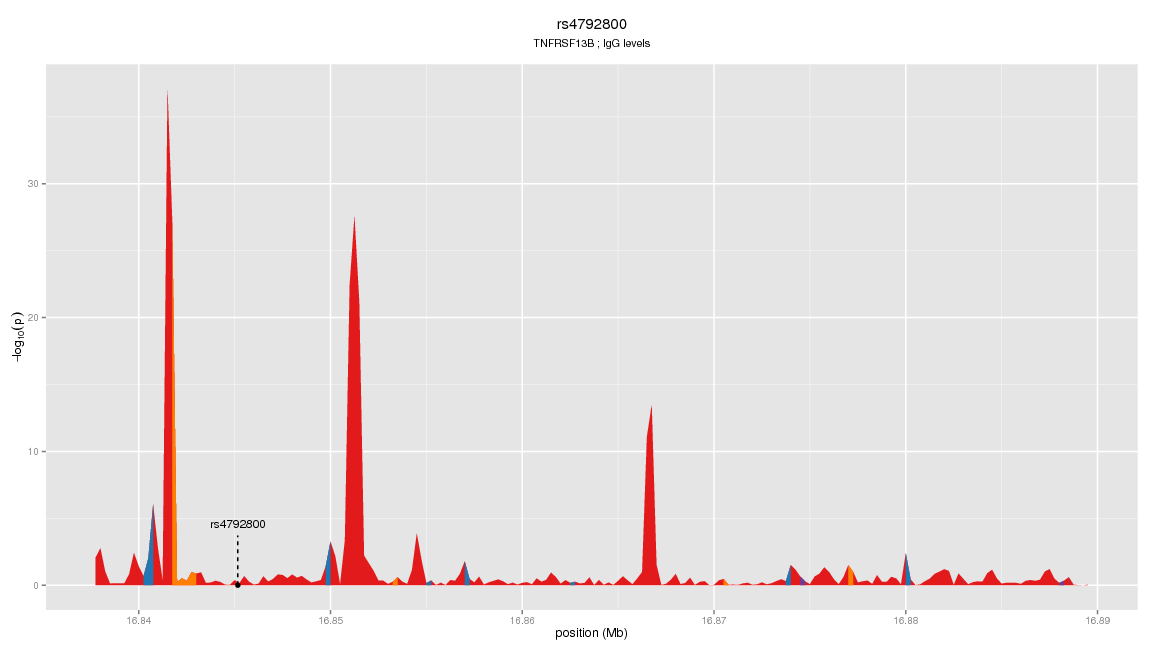 rs4792800
TNFRSF13B ; IgG levels
30
20
10
0
−log10(p)
rs4792800
16.84 16.85 16.86 16.87 16.88 16.89
position (Mb)